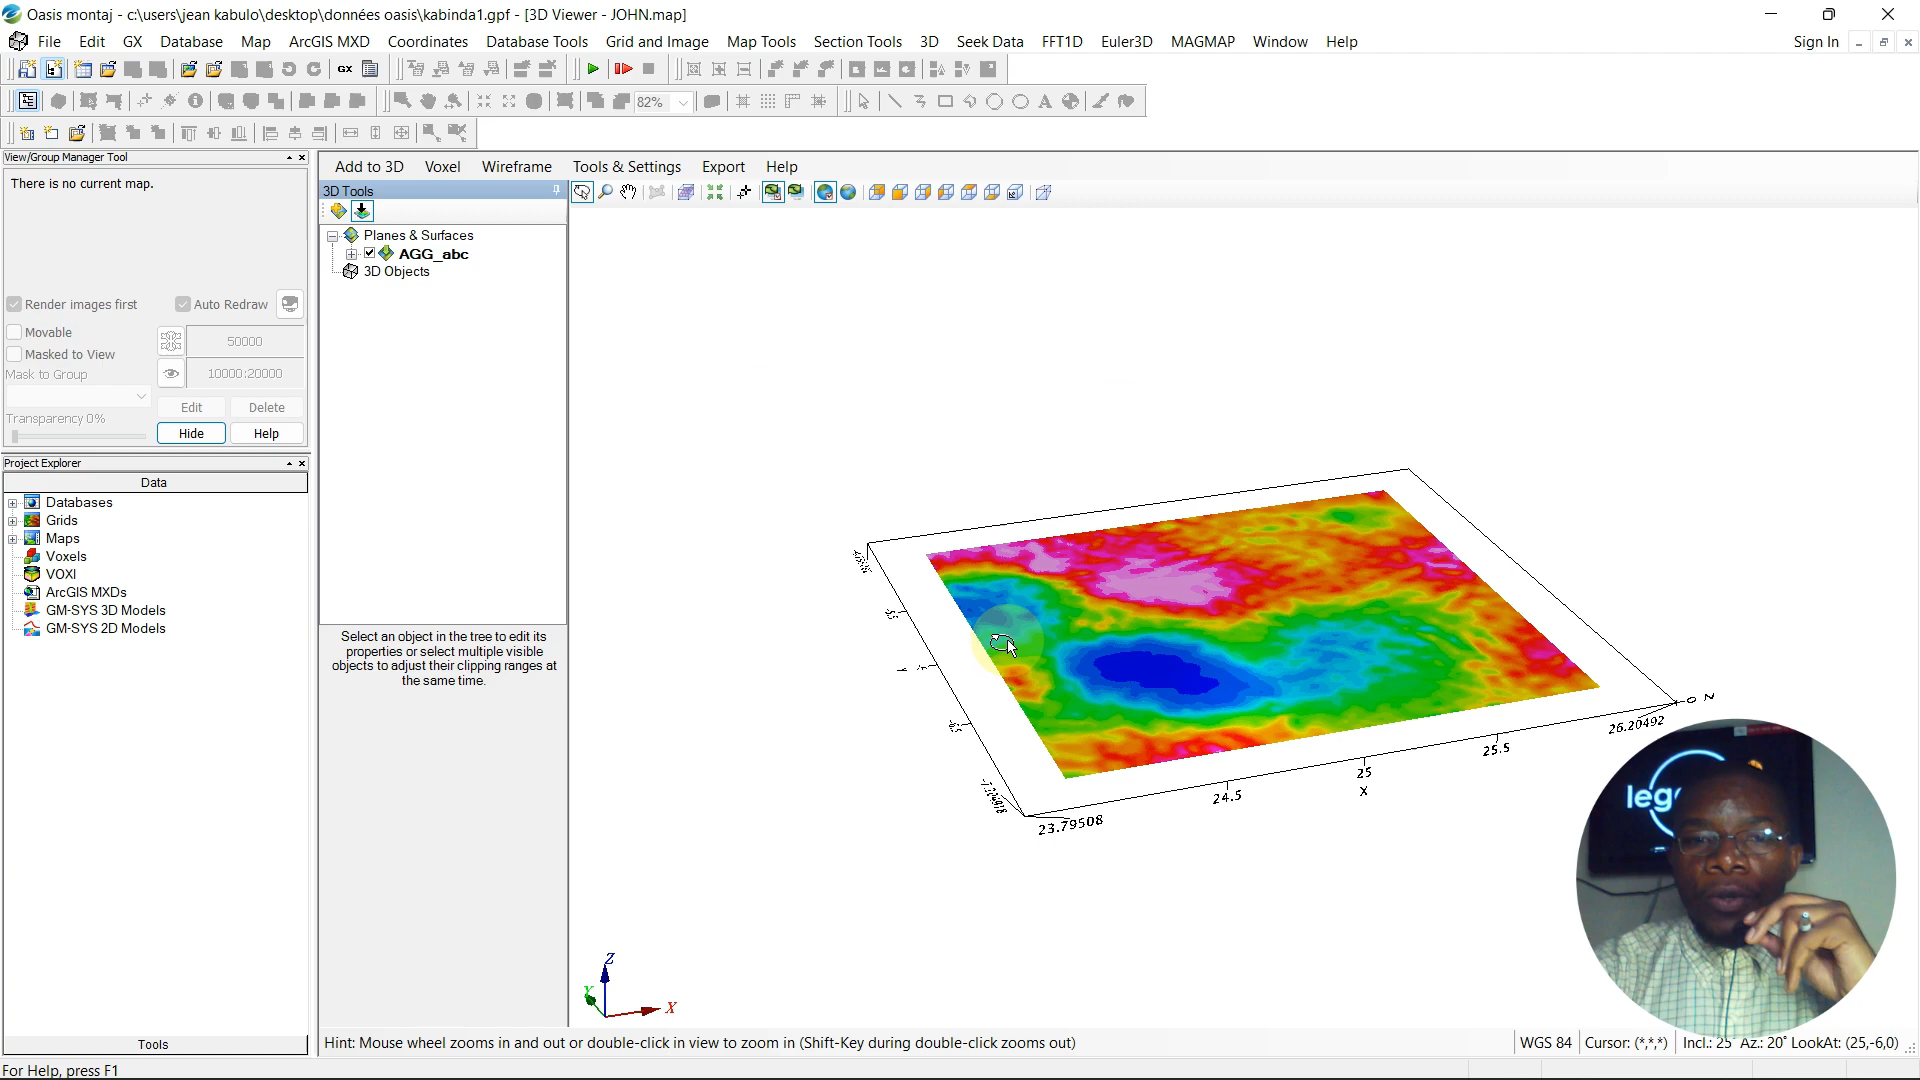 Oasis montaj - c:\users\jean kabulo\desktop\données oasis\kabinda1.gpf - [3D Viewer - JOHN.map]
File Edit GX Database Map ArcGIS MXD Coordinates Database Tools Grid and Image Map Tools Section Tools 3D Seek Data FFT1D Euler3D MAGMAP Window Help Sign In
GX
82%
View/Group Manager Tool
There is no current map.
Render images first Auto Redraw
Movable
50000
Masked to View
Mask to Group
10000:20000
Transparency 0%
Edit Delete
Hide Help
Project Explorer
Data
Databases
Grids
Maps
Voxels
VOXI
ArcGIS MXDs
GM-SYS 3D Models
GM-SYS 2D Models
Tools
Add to 3D Voxel Wireframe Tools & Settings Export Help
3D Tools
Planes & Surfaces
AGG_abc
3D Objects
Select an object in the tree to edit its
properties or select multiple visible
objects to adjust their clipping ranges at
the same time.
-5.5
Y
-6.5
23.79508
24.5
25
X
25.5
26.20492
0 Z
Z
Y
X
Hint: Mouse wheel zooms in and out or double-click in view to zoom in (Shift-Key during double-click zooms out)
WGS 84 Cursor: (*,*,*) Incl.: 25° Az.: 20° LookAt: (25,-6,0)
For Help, press F1